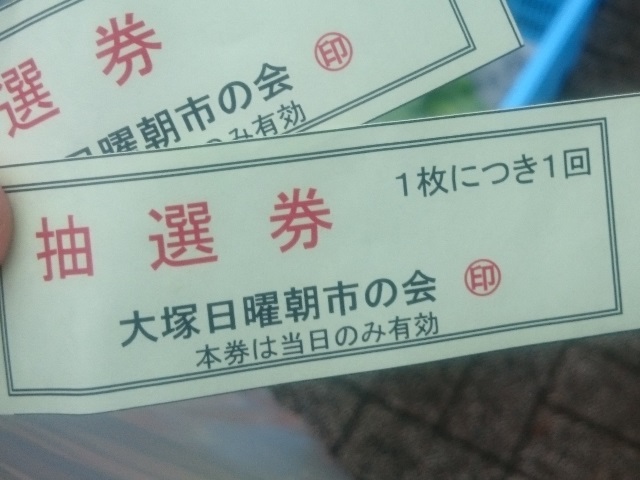 選券
㊞
日曜朝市の会
のみ有効
1枚につき1回
抽選券
大塚日曜朝市の会 ㊞
本券は当日のみ有効